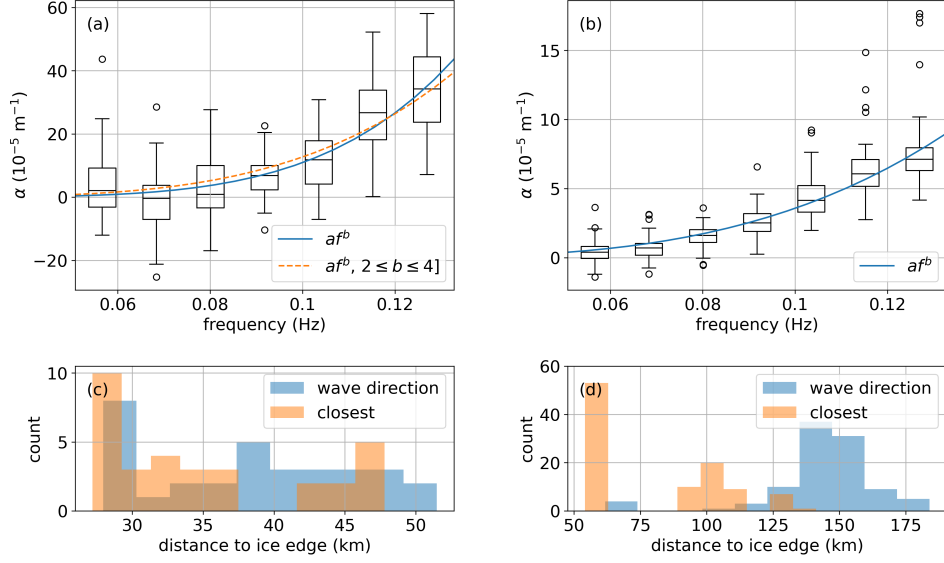 (a)
60
40
20
0
−20
α (10⁻⁵ m⁻¹)
0.06
0.08
0.1
0.12
frequency (Hz)
af^b
af^b, 2 ≤ b ≤ 4]
(b)
15
10
5
0
α (10⁻⁵ m⁻¹)
0.06
0.08
0.1
0.12
frequency (Hz)
af^b
(c)
10
5
0
count
30
35
40
45
50
distance to ice edge (km)
wave direction
closest
(d)
60
40
20
0
count
50
75
100
125
150
175
distance to ice edge (km)
wave direction
closest